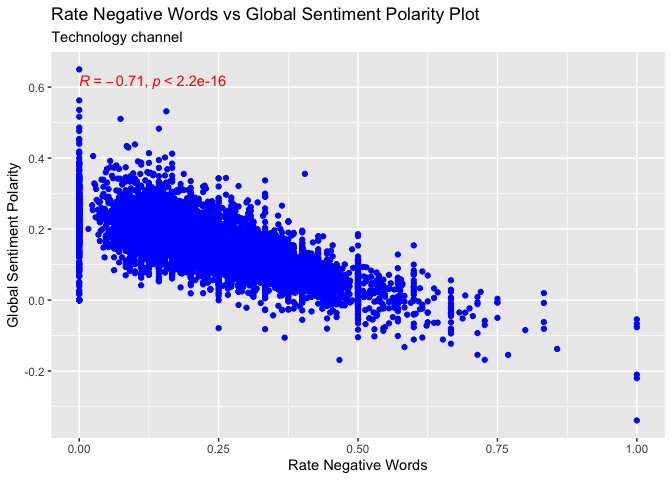 Rate Negative Words vs Global Sentiment Polarity Plot
Technology channel
R = −0.71, p < 2.2e-16
Global Sentiment Polarity
0.6
0.4
0.2
0.0
-0.2
0.00 0.25 0.50 0.75 1.00
Rate Negative Words